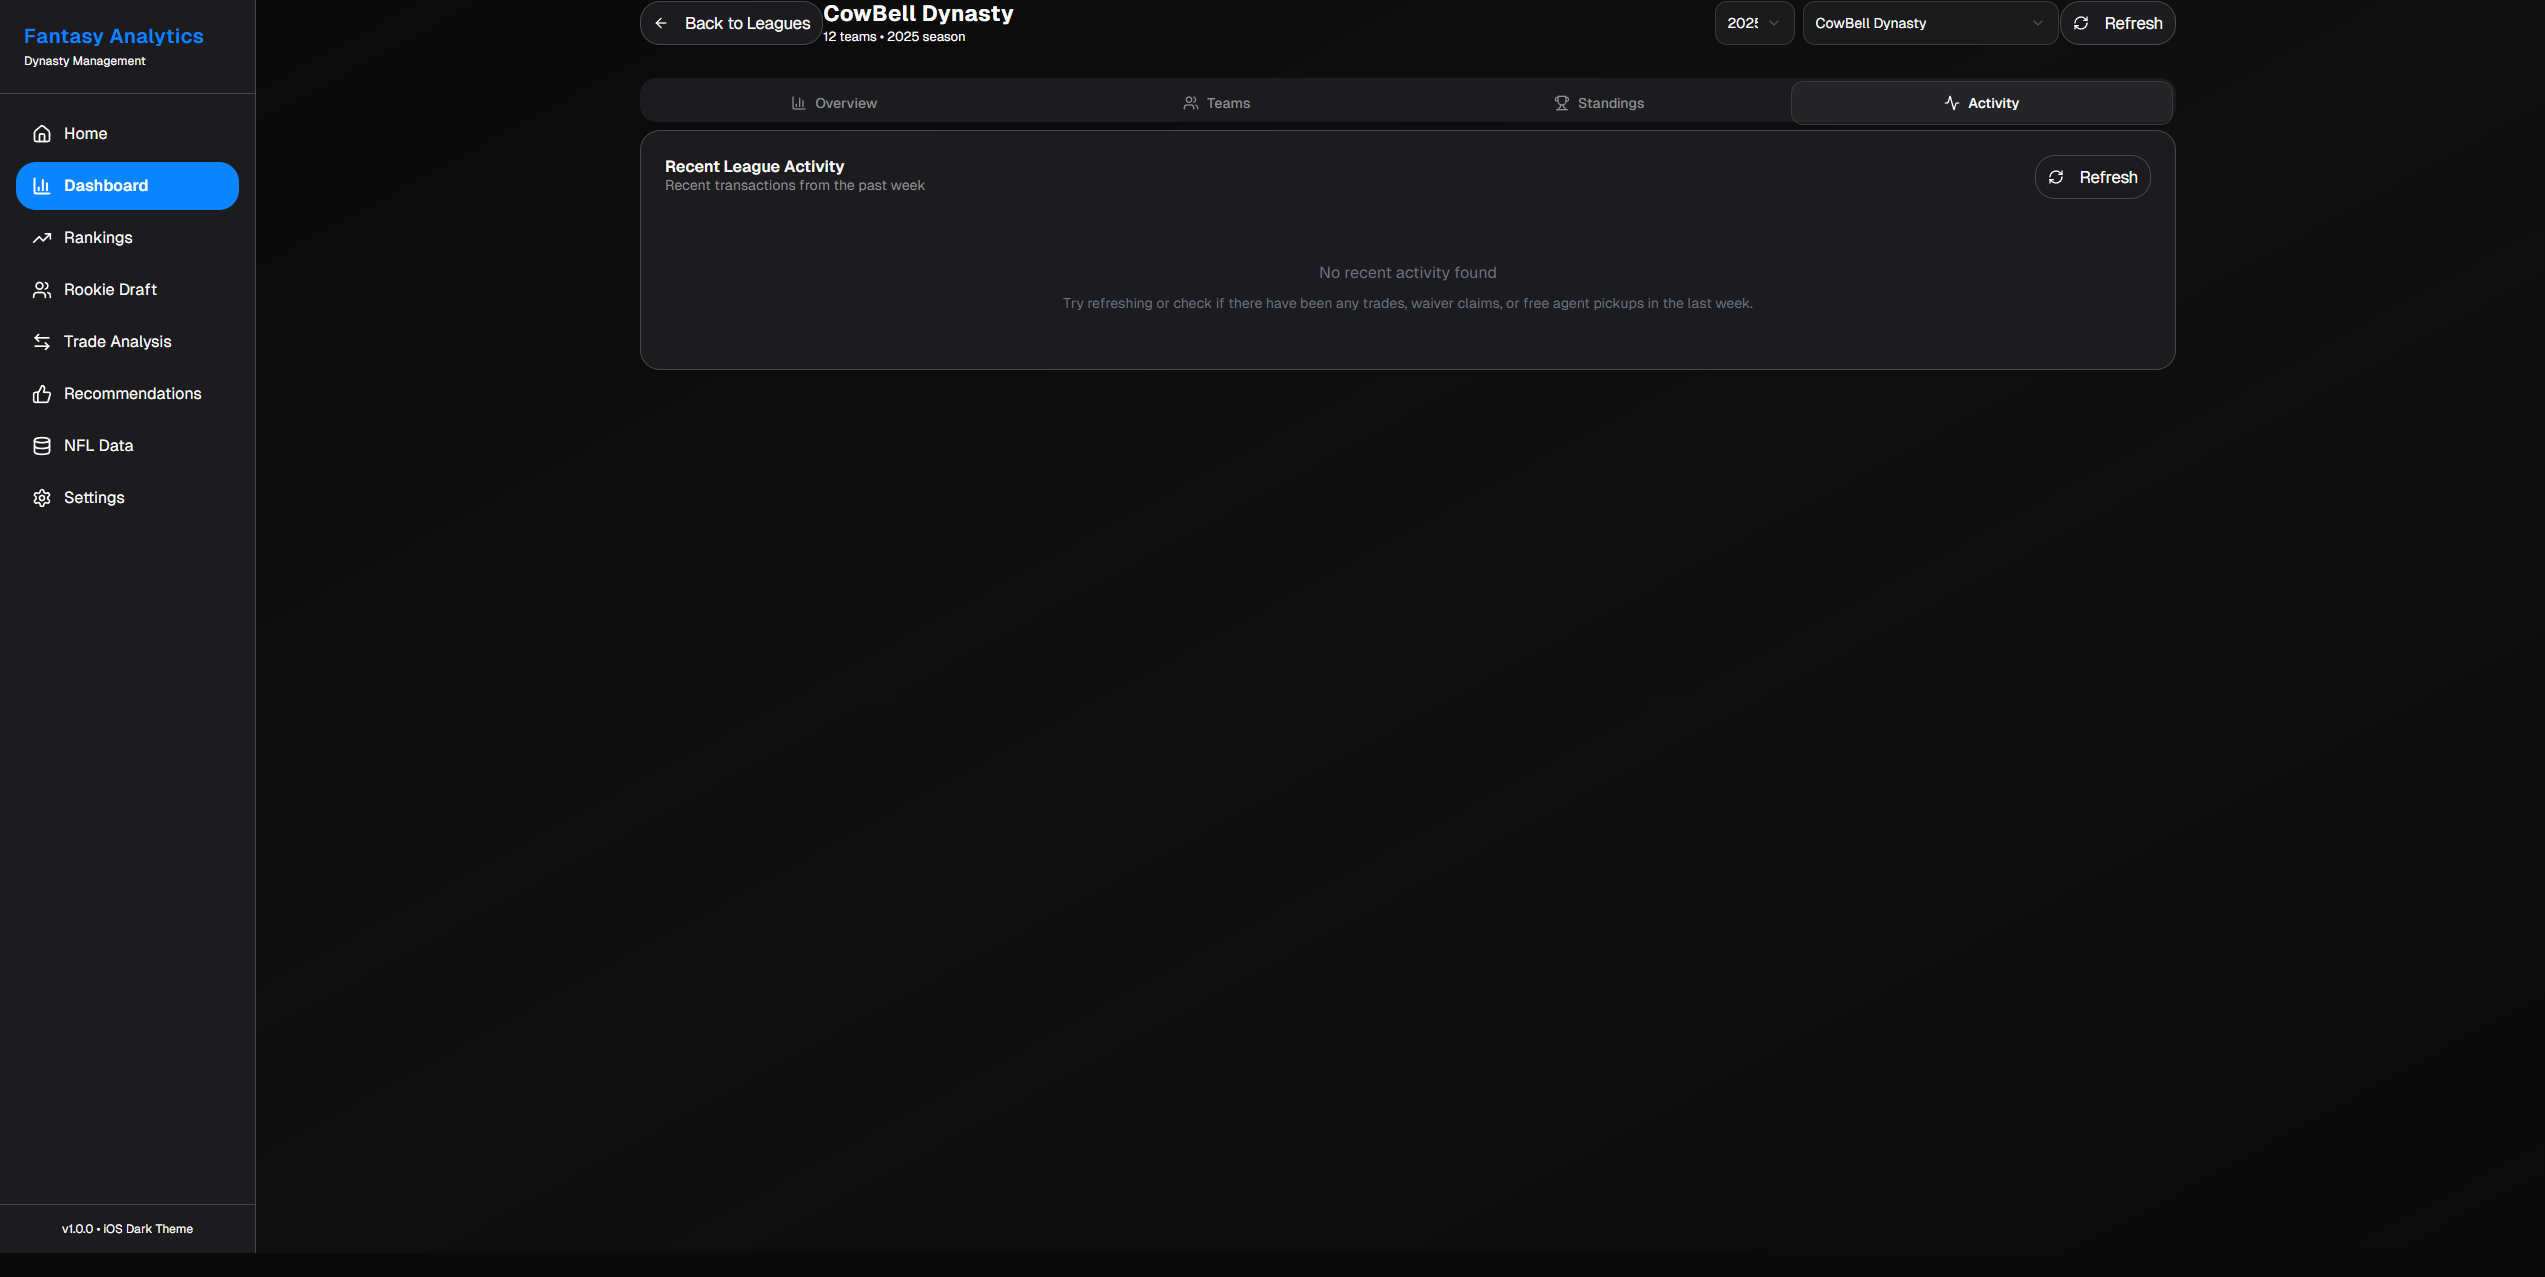 Fantasy Analytics
Dynasty Management
Home
Dashboard
Rankings
Rookie Draft
Trade Analysis
Recommendations
NFL Data
Settings
v1.0.0 • iOS Dark Theme
Back to Leagues
CowBell Dynasty
12 teams • 2025 season
2025
CowBell Dynasty
Refresh
Overview
Teams
Standings
Activity
Recent League Activity
Recent transactions from the past week
Refresh
No recent activity found
Try refreshing or check if there have been any trades, waiver claims, or free agent pickups in the last week.